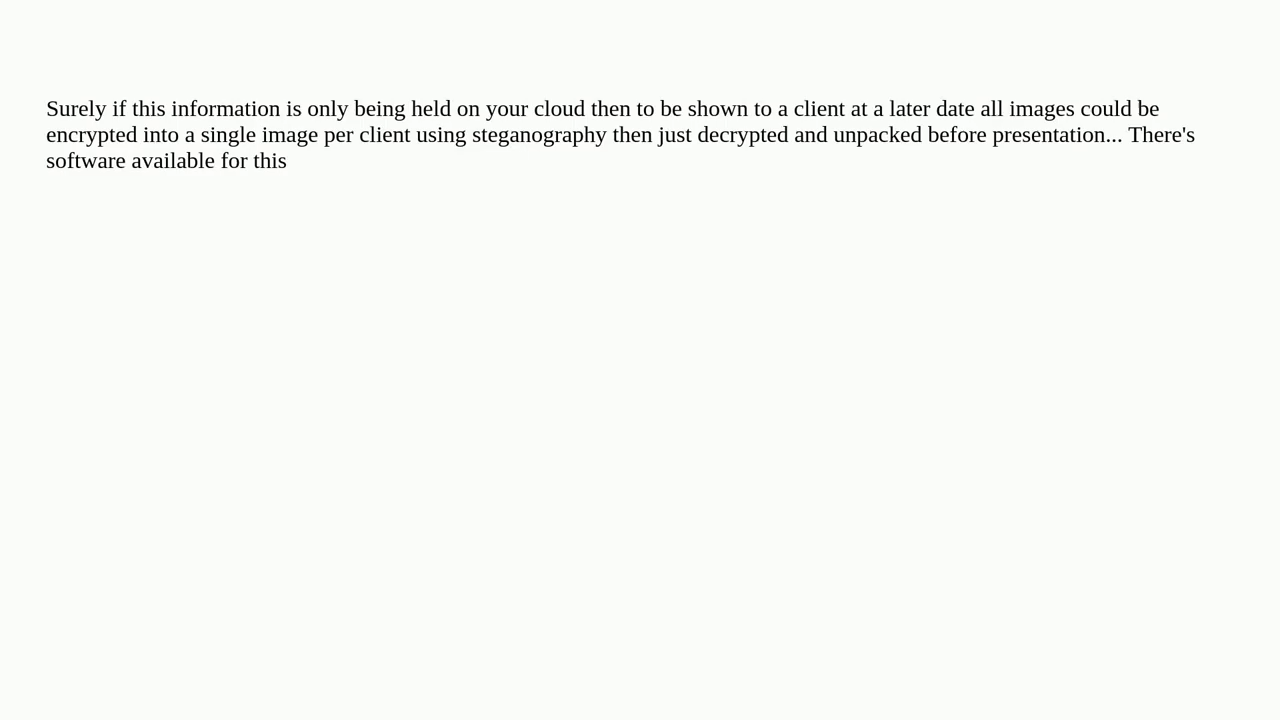 Surely if this information is only being held on your cloud then to be shown to a client at a later date all images could be
encrypted into a single image per client using steganography then just decrypted and unpacked before presentation... There's
software available for this